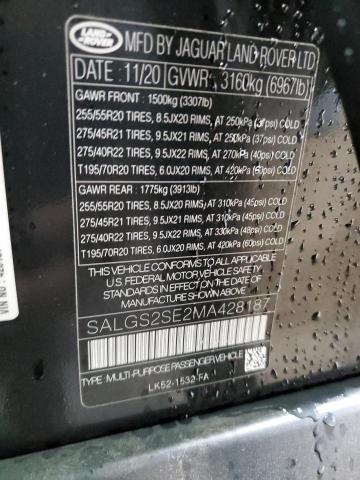 LAND ROVER
MFD BY JAGUAR LAND ROVER LTD
DATE : 11/20 GVWR : 3160kg (6967lb)
GAWR FRONT : 1500kg (3307lb)
255/55R20 TIRES, 8.5JX20 RIMS, AT 250kPa (37psi) COLD
275/45R21 TIRES, 9.5JX21 RIMS, AT 250kPa (37psi) COLD
275/40R22 TIRES, 9.5JX22 RIMS, AT 270kPa (40psi) COLD
T195/70R20 TIRES, 6.0JX20 RIMS, AT 420kPa (60psi) COLD
GAWR REAR : 1775kg (3913lb)
255/55R20 TIRES, 8.5JX20 RIMS, AT 310kPa (45psi) COLD
275/45R21 TIRES, 9.5JX21 RIMS, AT 310kPa (45psi) COLD
275/40R22 TIRES, 9.5JX22 RIMS, AT 330kPa (48psi) COLD
T195/70R20 TIRES, 6.0JX20 RIMS, AT 420kPa (60psi) COLD
THIS VEHICLE CONFORMS TO ALL APPLICABLE
U.S. FEDERAL MOTOR VEHICLE SAFETY
STANDARDS IN EFFECT ON THE DATE OF
MANUFACTURE SHOWN ABOVE
SALGS2SE2MA428187
TYPE: MULTI-PURPOSE PASSENGER VEHICLE
LK52-1532-FA
VIN NO: